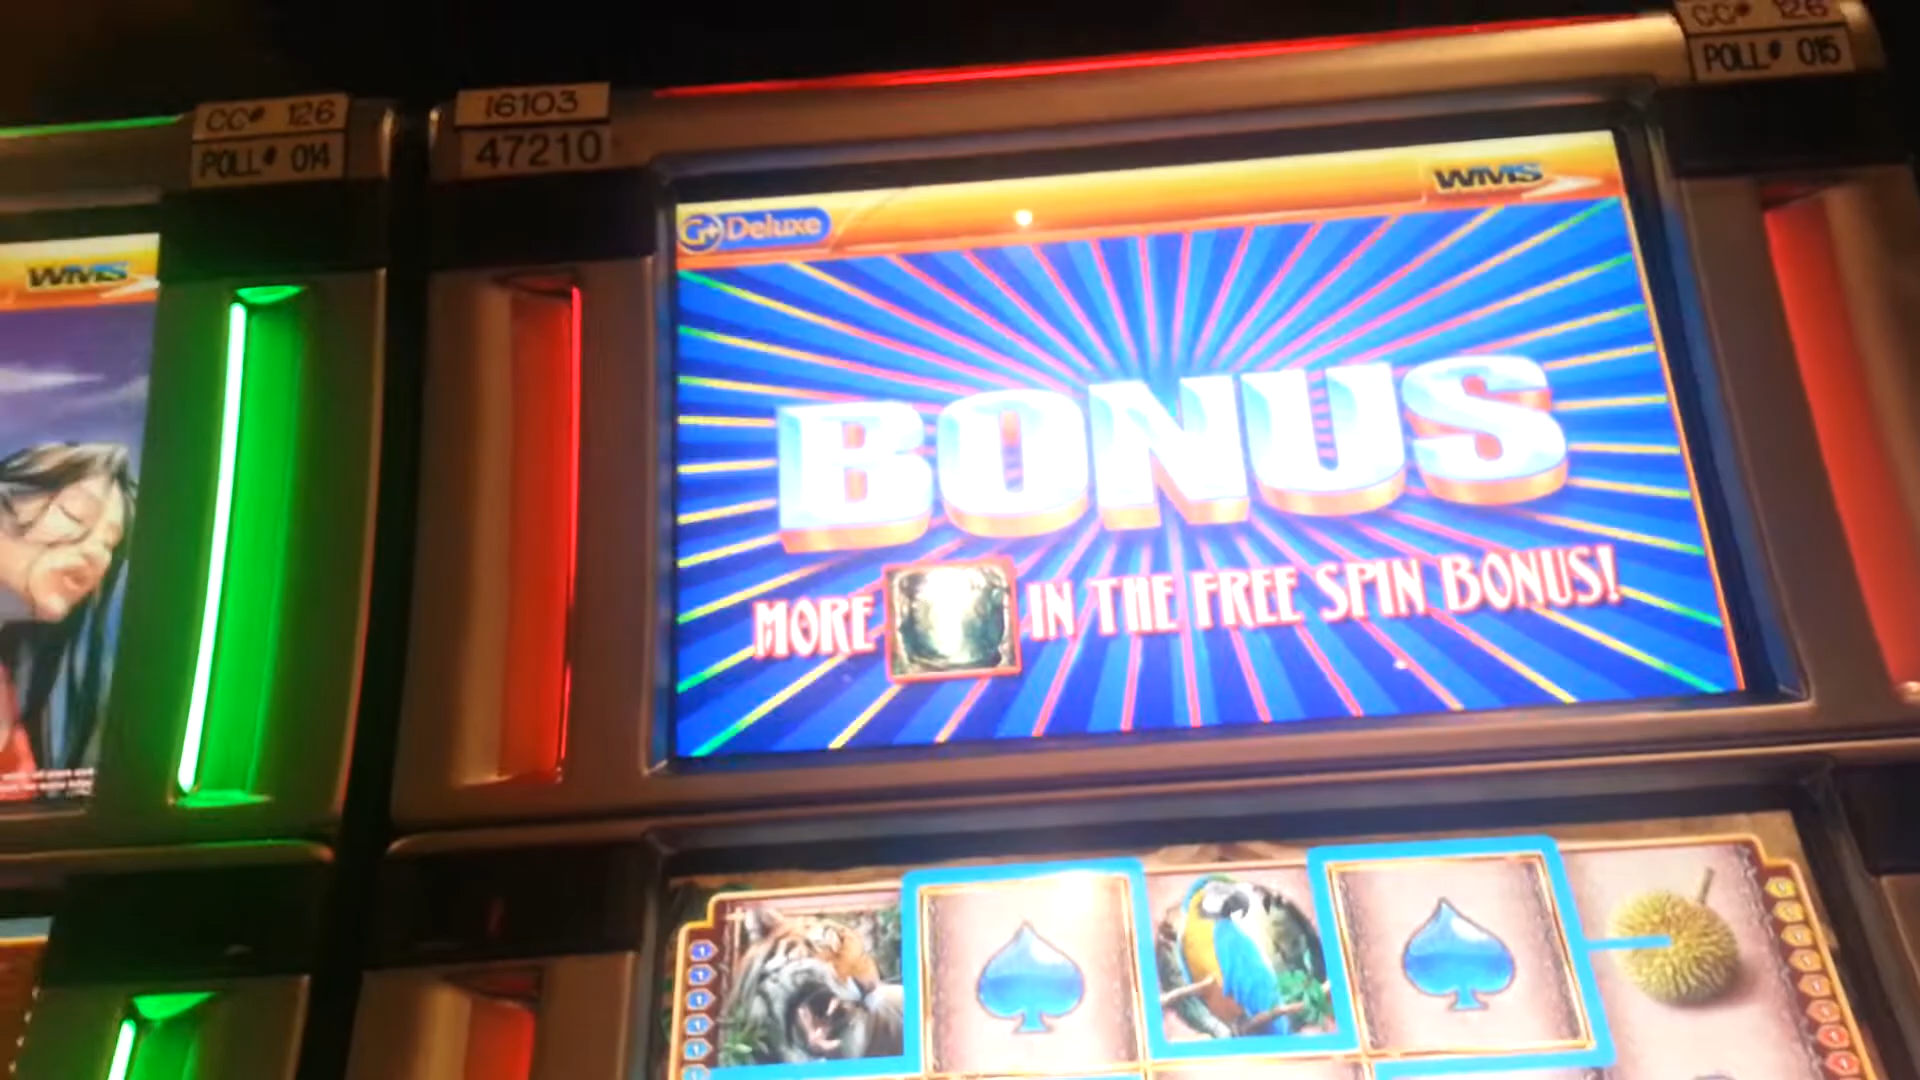 CC# 126
POLL# 014
16103
47210
CC# 126
POLL# 015
WMS
G+ Deluxe
WMS
BONUS
MORE IN THE FREE SPIN BONUS!